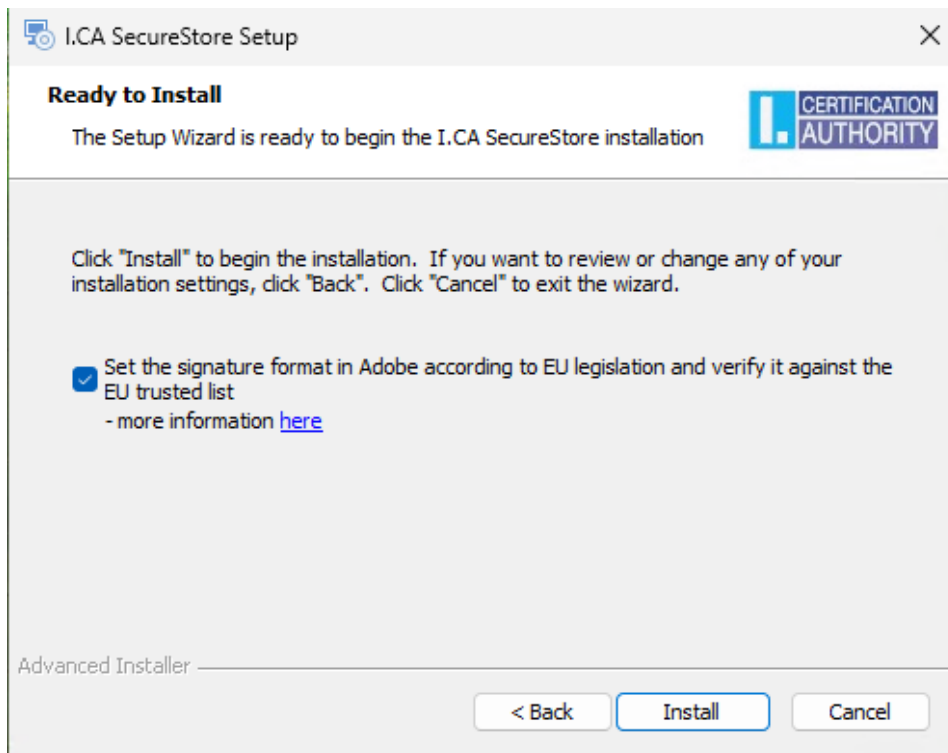 I.CA SecureStore Setup
Ready to Install
The Setup Wizard is ready to begin the I.CA SecureStore installation
I. CERTIFICATION
AUTHORITY
Click "Install" to begin the installation.  If you want to review or change any of your
installation settings, click "Back".  Click "Cancel" to exit the wizard.
Set the signature format in Adobe according to EU legislation and verify it against the
EU trusted list
- more information here
Advanced Installer
< Back
Install
Cancel